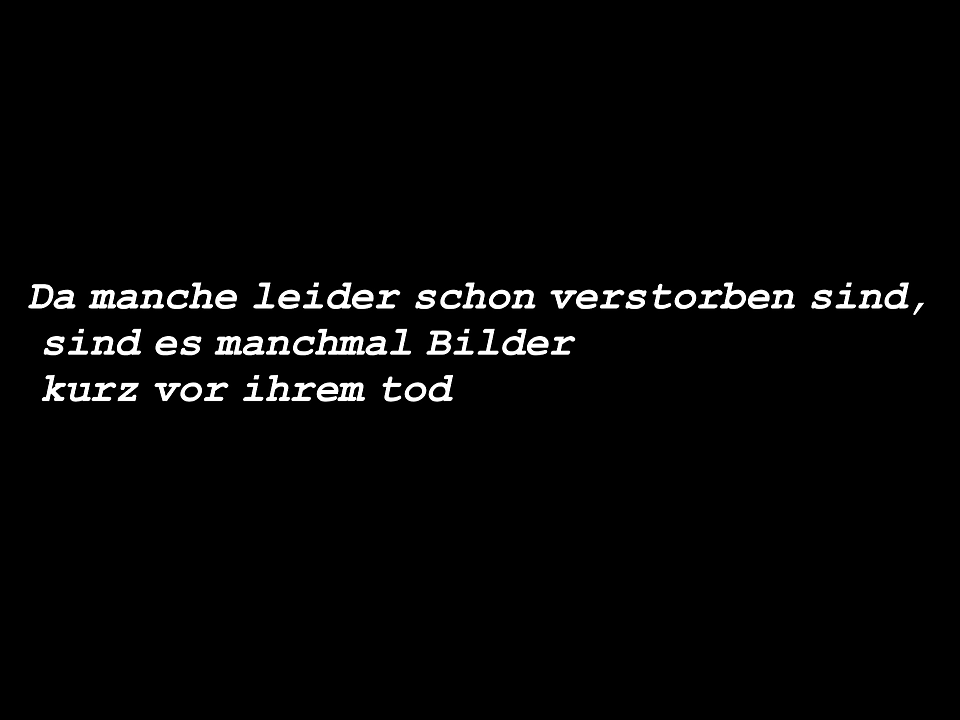 Da manche leider schon verstorben sind,
sind es manchmal Bilder
kurz vor ihrem tod